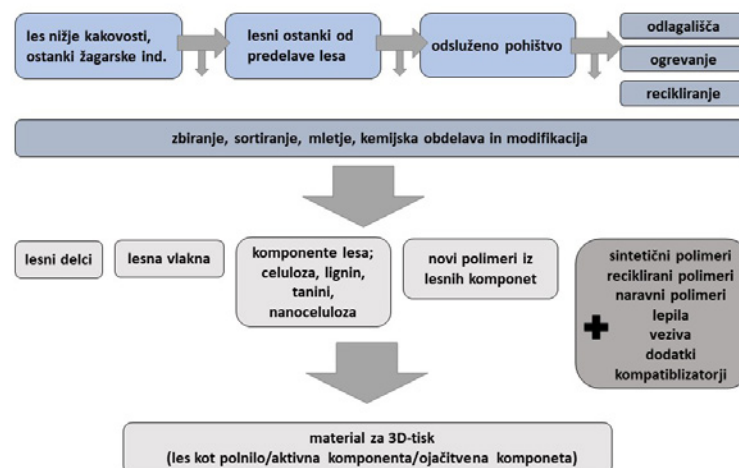 les nižje kakovosti,
ostanki žagarske ind.
lesni ostanki od
predelave lesa
odsluženo pohištvo
odlagališča
ogrevanje
recikliranje
zbiranje, sortiranje, mletje, kemijska obdelava in modifikacija
lesni delci
lesna vlakna
komponente lesa;
celuloza, lignin,
tanini,
nanoceluloza
novi polimeri iz
lesnih komponet
sintetični polimeri
reciklirani polimeri
naravni polimeri
lepila
veziva
dodatki
kompatiblizatorji
material za 3D-tisk
(les kot polnilo/aktivna komponenta/ojačitvena komponeta)